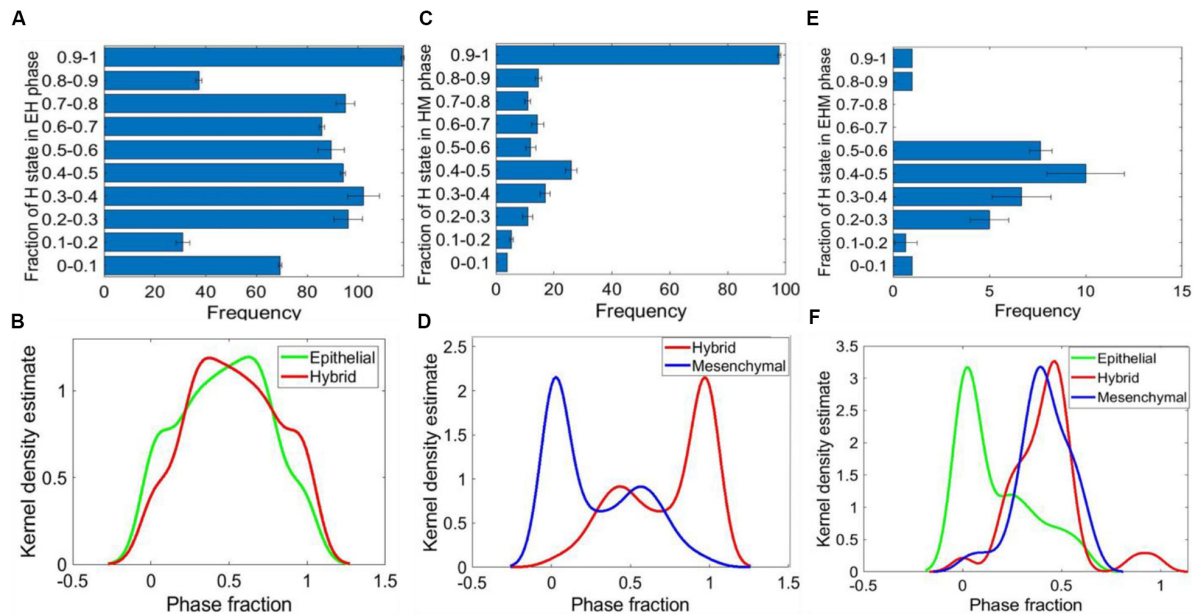 A
Fraction of H state in EH phase
0.9-1
0.8-0.9
0.7-0.8
0.6-0.7
0.5-0.6
0.4-0.5
0.3-0.4
0.2-0.3
0.1-0.2
0-0.1
0 20 40 60 80 100
Frequency
C
Fraction of H state in HM phase
0.9-1
0.8-0.9
0.7-0.8
0.6-0.7
0.5-0.6
0.4-0.5
0.3-0.4
0.2-0.3
0.1-0.2
0-0.1
0 20 40 60 80 100
Frequency
E
Fraction of H state in EHM phase
0.9-1
0.8-0.9
0.7-0.8
0.6-0.7
0.5-0.6
0.4-0.5
0.3-0.4
0.2-0.3
0.1-0.2
0-0.1
0 5 10 15
Frequency
B
Kernel density estimate
1
0.5
0
Epithelial
Hybrid
-0.5 0 0.5 1 1.5
Phase fraction
D
Kernel density estimate
2.5
2
1.5
1
0.5
0
Hybrid
Mesenchymal
-0.5 0 0.5 1 1.5
Phase fraction
F
Kernel density estimate
3.5
3
2.5
2
1.5
1
0.5
0
Epithelial
Hybrid
Mesenchymal
-0.5 0 0.5 1
Phase fraction